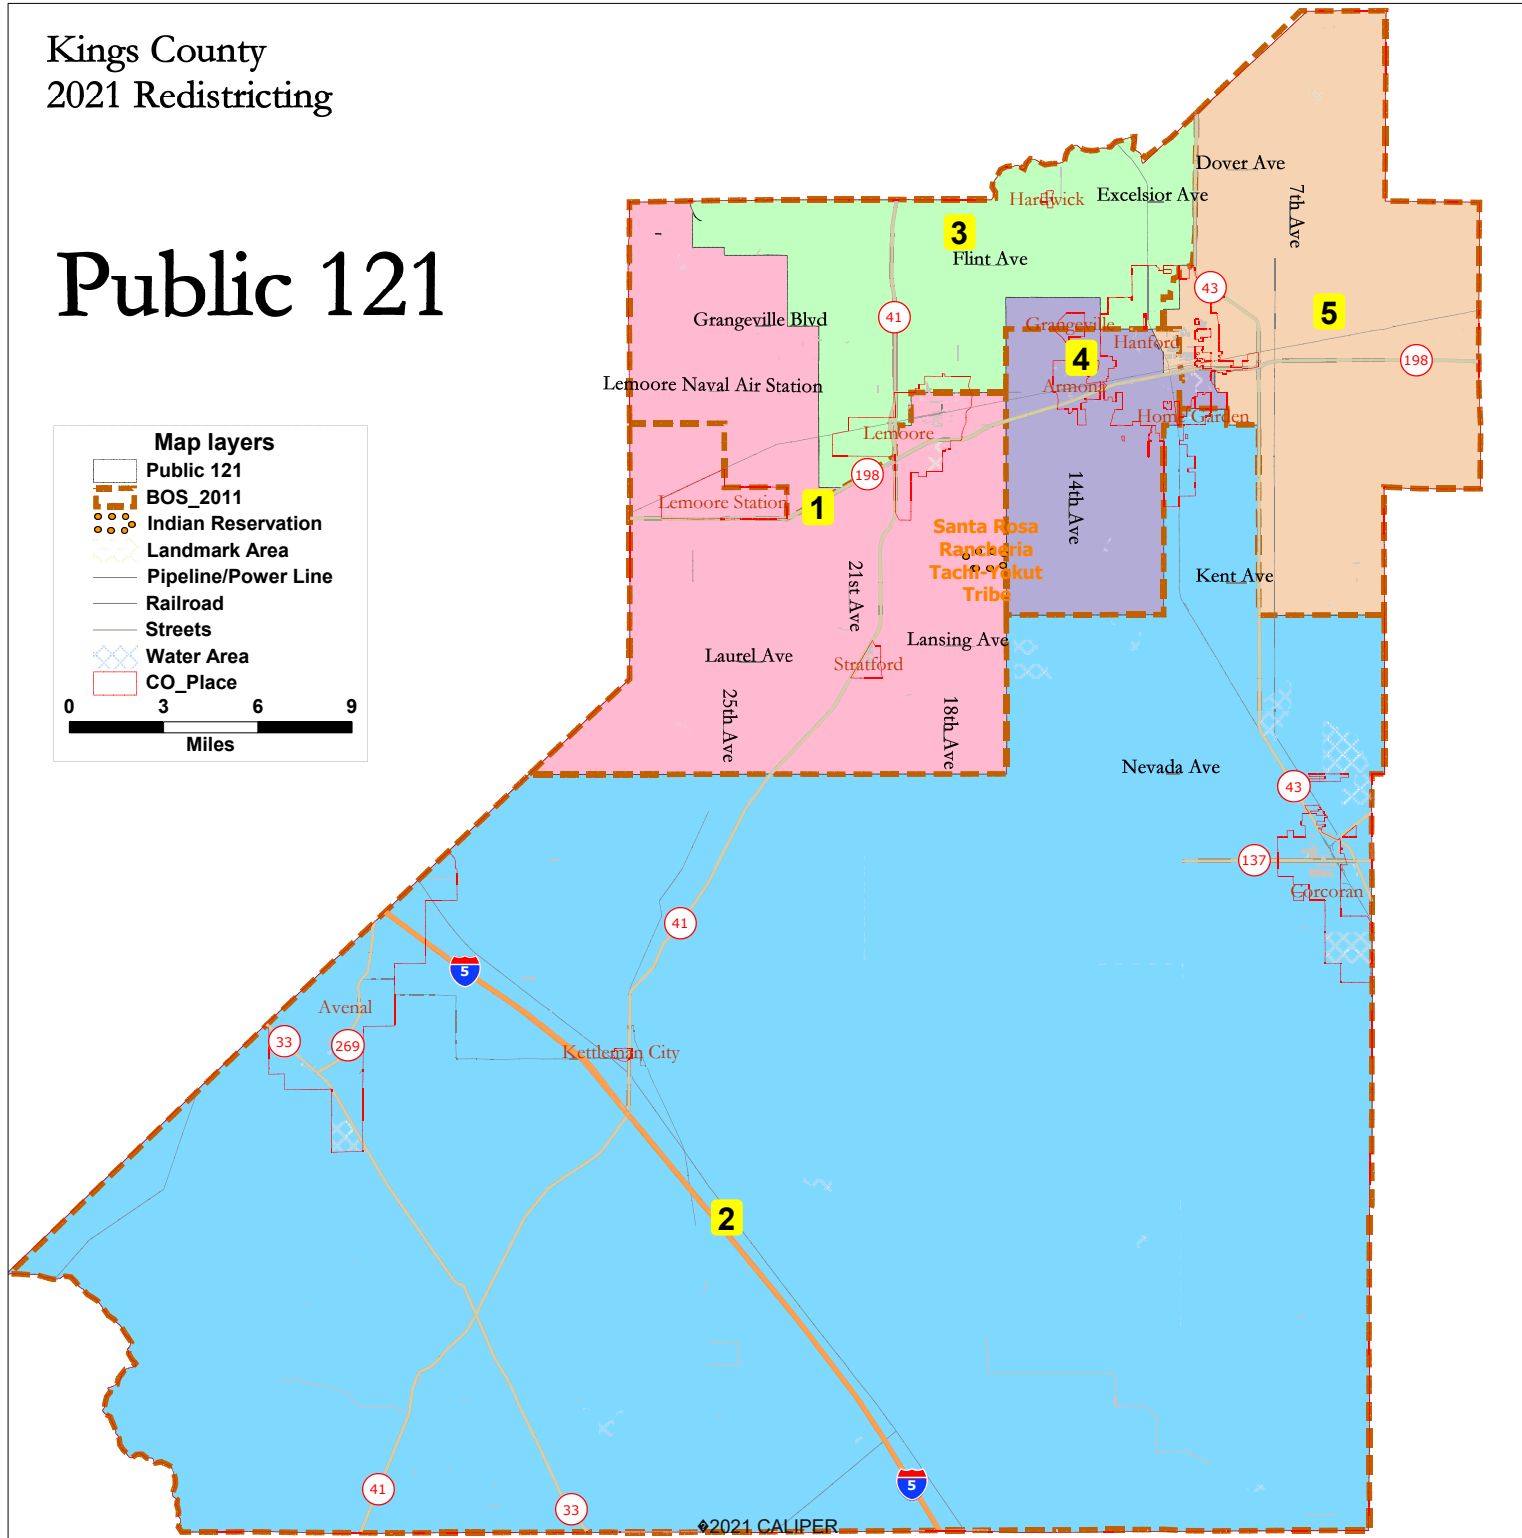 Kings County
2021 Redistricting
Public 121
Map layers
Public 121
BOS_2011
Indian Reservation
Landmark Area
Pipeline/Power Line
Railroad
Streets
Water Area
CO_Place
0 3 6 9
Miles
Dover Ave
Excelsior Ave
7th Ave
Hardwick
3
Flint Ave
43
5
41
Grangeville Blvd
Grangeville
Hanford
4
198
Lemoore Naval Air Station
Armona
Home Garden
Lemoore
198
Lemoore Station
1
14th Ave
Santa Rosa
Rancheria
Tachi-Yokut
Tribe
21st Ave
Kent Ave
Lansing Ave
Laurel Ave
Stratford
25th Ave
18th Ave
Nevada Ave
43
137
Corcoran
41
5
Avenal
33
269
Kettleman City
2
41
33
5
�2021 CALIPER